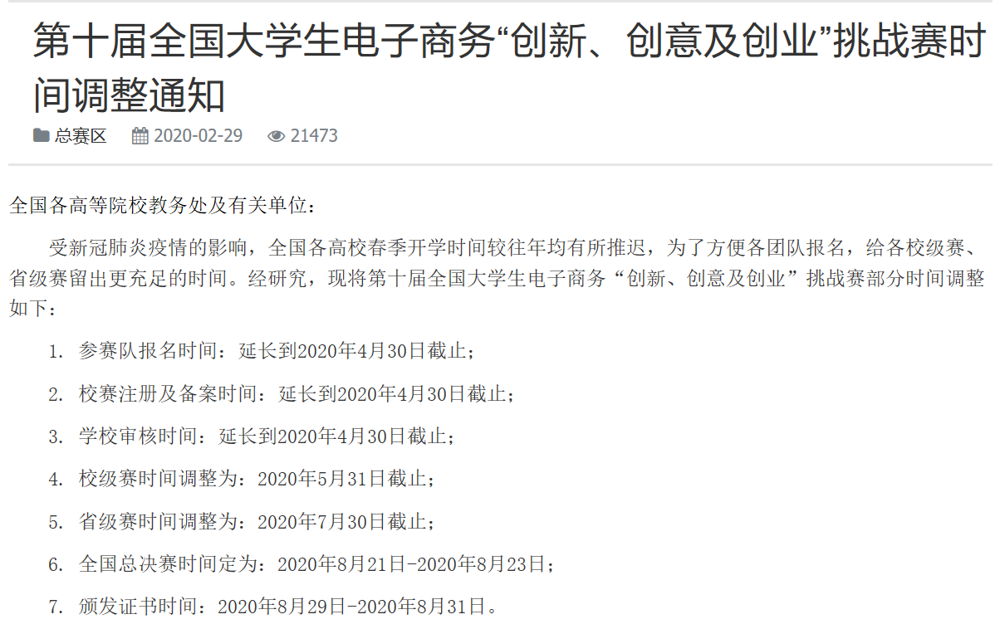 第十届全国大学生电子商务“创新、创意及创业”挑战赛时
间调整通知
总赛区 2020-02-29 21473
全国各高等院校教务处及有关单位：
受新冠肺炎疫情的影响，全国各高校春季开学时间较往年均有所推迟，为了方便各团队报名，给各校级赛、
省级赛留出更充足的时间。经研究，现将第十届全国大学生电子商务“创新、创意及创业”挑战赛部分时间调整
如下：
1. 参赛队报名时间：延长到2020年4月30日截止；
2. 校赛注册及备案时间：延长到2020年4月30日截止；
3. 学校审核时间：延长到2020年4月30日截止；
4. 校级赛时间调整为：2020年5月31日截止；
5. 省级赛时间调整为：2020年7月30日截止；
6. 全国总决赛时间定为：2020年8月21日-2020年8月23日；
7. 颁发证书时间：2020年8月29日-2020年8月31日。